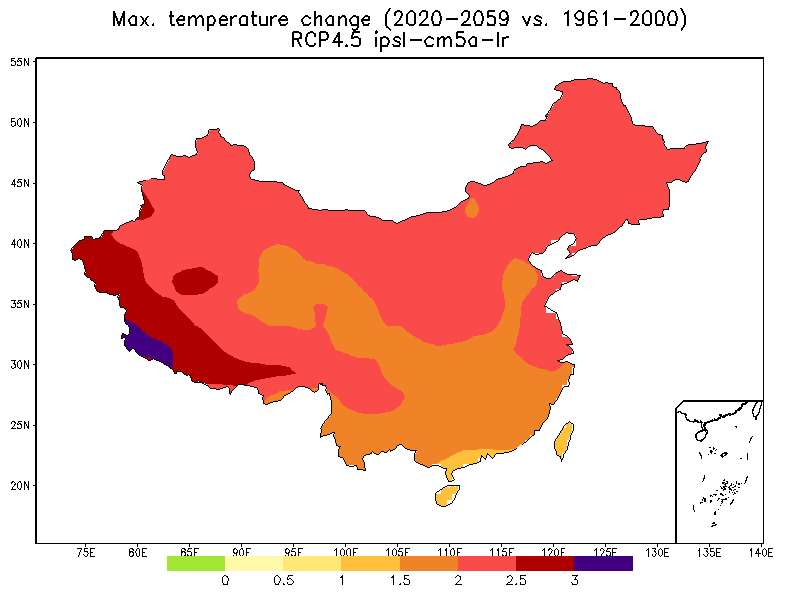 Max. temperature change (2020-2059 vs. 1961-2000)
RCP4.5 ipsl-cm5a-lr
55N
50N
45N
40N
35N
30N
25N
20N
75E 80E 85E 90E 95E 100E 105E 110E 115E 120E 125E 130E 135E 140E
0 0.5 1 1.5 2 2.5 3